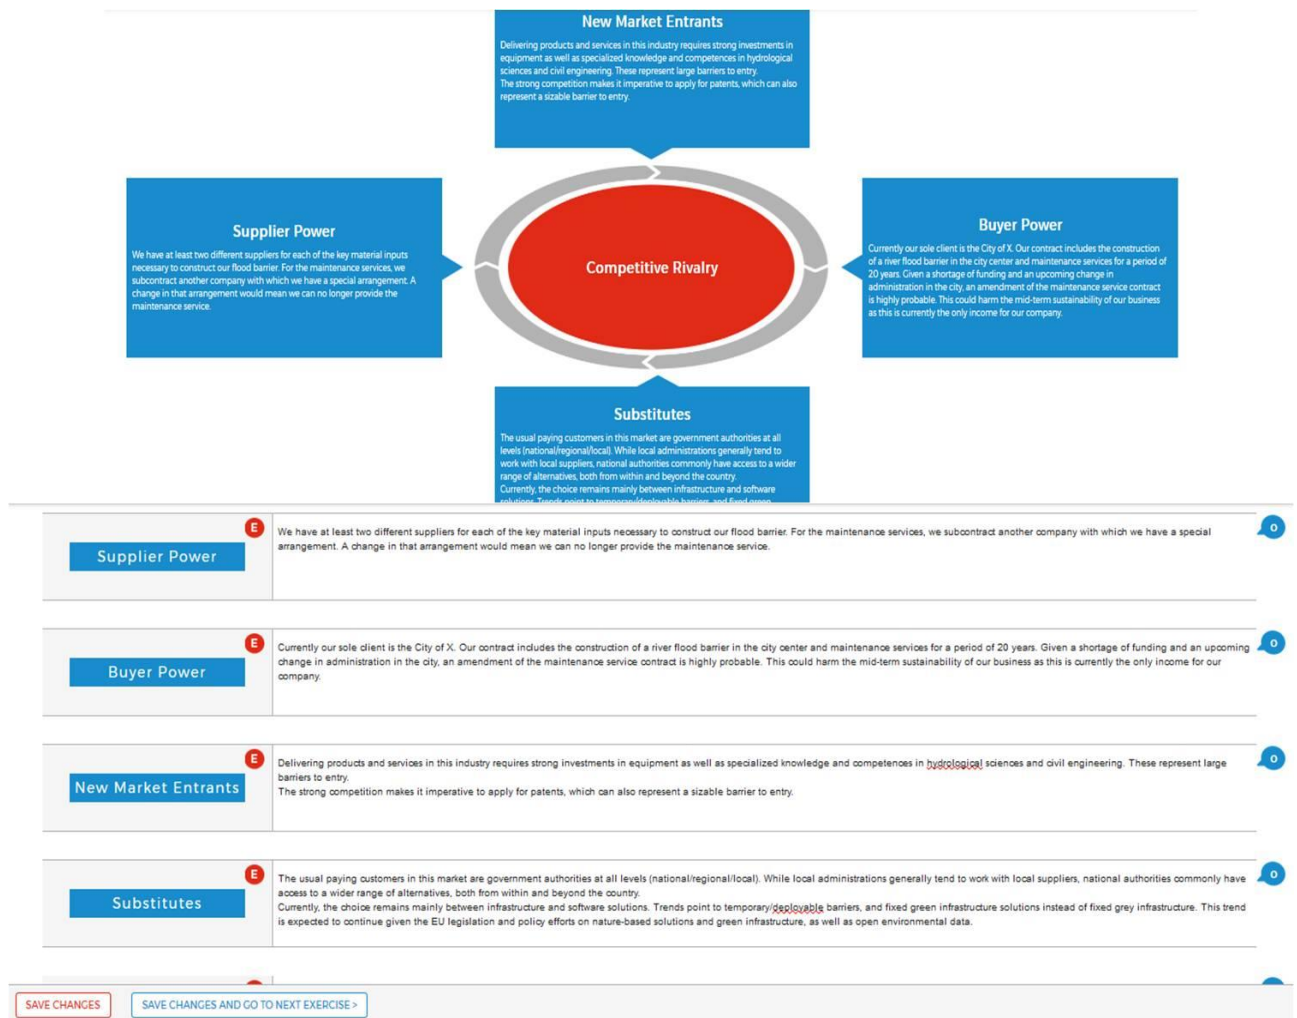 New Market Entrants
Delivering products and services in this industry requires strong investments in
equipment as well as specialized knowledge and competences in hydrological
sciences and civil engineering. These represent large barriers to entry.
The strong competition makes it imperative to apply for patents, which can also
represent a sizable barrier to entry.
Supplier Power
We have at least two different suppliers for each of the key material inputs
necessary to construct our flood barrier. For the maintenance services, we
subcontract another company with which we have a special arrangement. A
change in that arrangement would mean we can no longer provide the
maintenance service.
Competitive Rivalry
Buyer Power
Currently our sole client is the City of X. Our contract includes the construction
of a river flood barrier in the city center and maintenance services for a period of
20 years. Given a shortage of funding and an upcoming change in
administration in the city, an amendment of the maintenance service contract
is highly probable. This could harm the mid-term sustainability of our business
as this is currently the only income for our company.
Substitutes
The usual paying customers in this market are government authorities at all
levels (national/regional/local). While local administrations generally tend to
work with local suppliers, national authorities commonly have access to a wider
range of alternatives, both from within and beyond the country.
Currently, the choice remains mainly between infrastructure and software
solutions. Trends point to temporary/deployable barriers, and fixed green
E
Supplier Power
We have at least two different suppliers for each of the key material inputs necessary to construct our flood barrier. For the maintenance services, we subcontract another company with which we have a special
arrangement. A change in that arrangement would mean we can no longer provide the maintenance service.
0
E
Buyer Power
Currently our sole client is the City of X. Our contract includes the construction of a river flood barrier in the city center and maintenance services for a period of 20 years. Given a shortage of funding and an upcoming
change in administration in the city, an amendment of the maintenance service contract is highly probable. This could harm the mid-term sustainability of our business as this is currently the only income for our
company.
0
E
New Market Entrants
Delivering products and services in this industry requires strong investments in equipment as well as specialized knowledge and competences in hydrological sciences and civil engineering. These represent large
barriers to entry.
The strong competition makes it imperative to apply for patents, which can also represent a sizable barrier to entry.
0
E
Substitutes
The usual paying customers in this market are government authorities at all levels (national/regional/local). While local administrations generally tend to work with local suppliers, national authorities commonly have
access to a wider range of alternatives, both from within and beyond the country.
Currently, the choice remains mainly between infrastructure and software solutions. Trends point to temporary/deployable barriers, and fixed green infrastructure solutions instead of fixed grey infrastructure. This trend
is expected to continue given the EU legislation and policy efforts on nature-based solutions and green infrastructure, as well as open environmental data.
0
SAVE CHANGES
SAVE CHANGES AND GO TO NEXT EXERCISE >